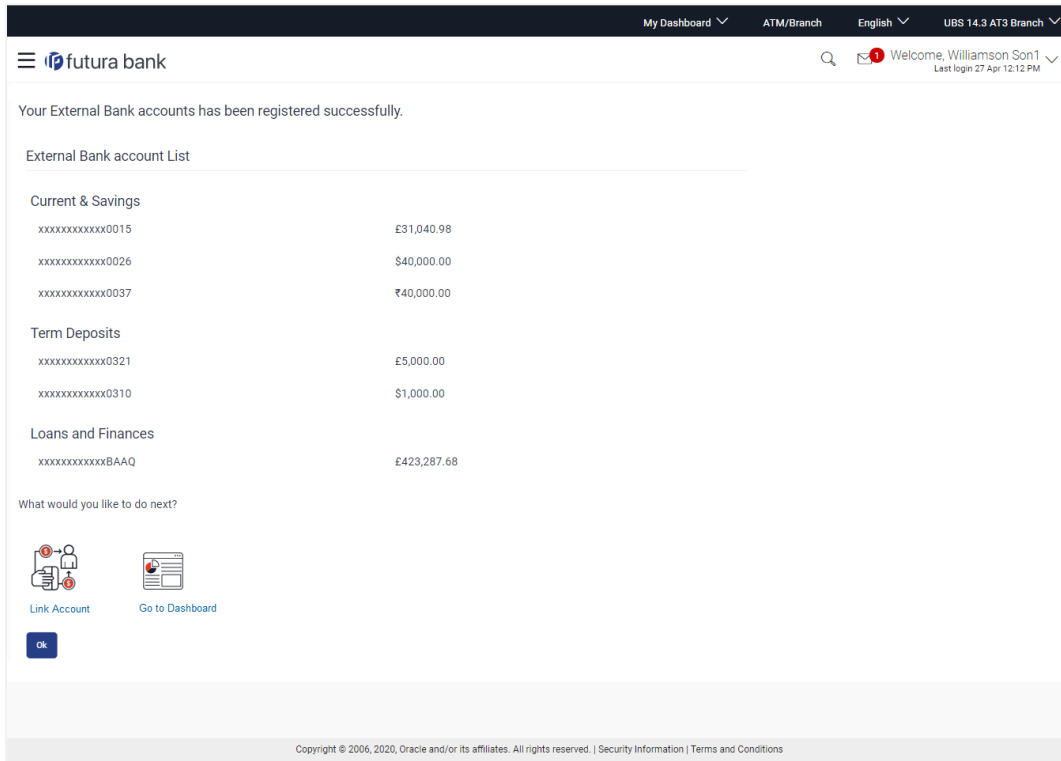 My Dashboard ATM/Branch English UBS 14.3 AT3 Branch
futura bank 1 Welcome, Williamson Son1
Last login 27 Apr 12:12 PM
Your External Bank accounts has been registered successfully.
External Bank account List
Current & Savings
xxxxxxxxxxxx0015 £31,040.98
xxxxxxxxxxxx0026 $40,000.00
xxxxxxxxxxxx0037 ₹40,000.00
Term Deposits
xxxxxxxxxxxx0321 £5,000.00
xxxxxxxxxxxx0310 $1,000.00
Loans and Finances
xxxxxxxxxxxxBAAQ £423,287.68
What would you like to do next?
Link Account Go to Dashboard
Ok
Copyright © 2006, 2020, Oracle and/or its affiliates. All rights reserved. | Security Information | Terms and Conditions